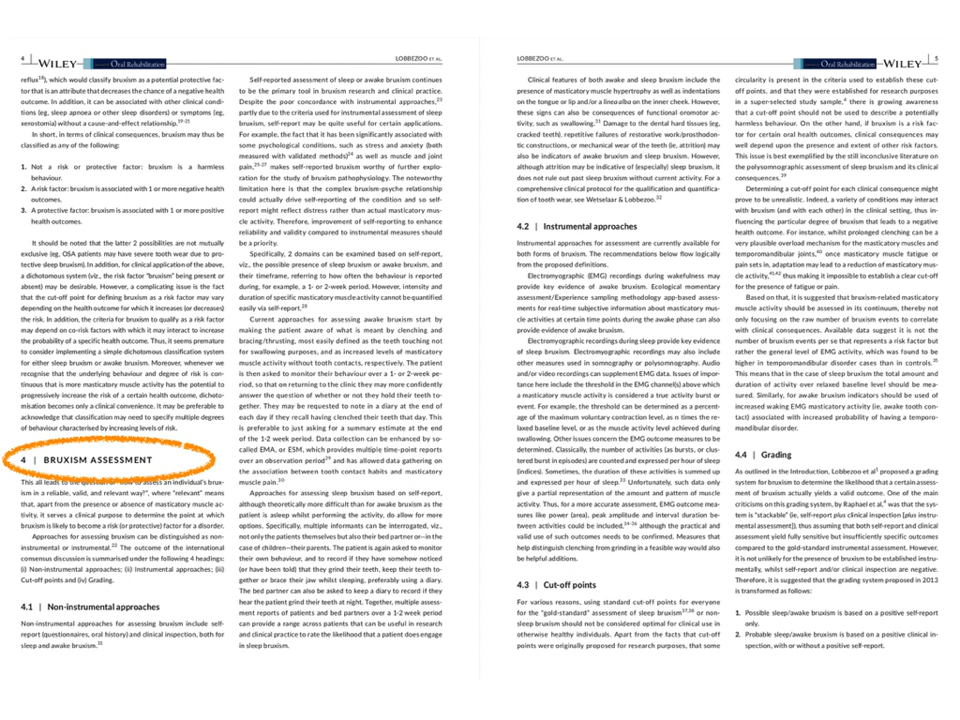 4
WILEY
Oral Rehabilitation
LOBBEZOO ET AL.
reflux18), which would classify bruxism as a potential protective fac-
tor that is an attribute that decreases the chance of a negative health
outcome. In addition, it can be associated with other clinical condi-
tions (eg, sleep apnoea or other sleep disorders) or symptoms (eg,
xerostomia) without a cause-and-effect relationship.19-21
In short, in terms of clinical consequences, bruxism may thus be
classified as any of the following:
1. Not a risk or protective factor: bruxism is a harmless
behaviour.
2. A risk factor: bruxism is associated with 1 or more negative health
outcomes.
3. A protective factor: bruxism is associated with 1 or more positive
health outcomes.
It should be noted that the latter 2 possibilities are not mutually
exclusive (eg, OSA patients may have severe tooth wear due to pro-
tective sleep bruxism). In addition, for clinical application of the above,
a dichotomous system (viz., the risk factor "bruxism" being present or
absent) may be desirable. However, a complicating issue is the fact
that the cut-off point for defining bruxism as a risk factor may vary
depending on the health outcome for which it increases (or decreases)
the risk. In addition, the criteria for bruxism to qualify as a risk factor
may depend on co-risk factors with which it may interact to increase
the probability of a specific health outcome. Thus, it seems premature
to consider implementing a simple dichotomous classification system
for either sleep bruxism or awake bruxism. Moreover, whenever we
recognise that the underlying behaviour and degree of risk is con-
tinuous that is more masticatory muscle activity has the potential to
progressively increase the risk of a certain health outcome, dichoto-
misation becomes only a clinical convenience. It may be preferable to
acknowledge that classification may need to specify multiple degrees
of behaviour characterised by increasing levels of risk.
4 | BRUXISM ASSESSMENT
This all leads to the question of "how to assess an individual's brux-
ism in a reliable, valid, and relevant way?", where "relevant" means
that, apart from the presence or absence of masticatory muscle ac-
tivity, it serves a clinical purpose to determine the point at which
bruxism is likely to become a risk (or protective) factor for a disorder.
Approaches for assessing bruxism can be distinguished as non-
instrumental or instrumental.22 The outcome of the international
consensus discussion is summarised under the following 4 headings:
(i) Non-instrumental approaches; (ii) Instrumental approaches; (iii)
Cut-off points and (iv) Grading.
4.1 | Non-instrumental approaches
Non-instrumental approaches for assessing bruxism include self-
report (questionnaires, oral history) and clinical inspection, both for
sleep and awake bruxism.11
Self-reported assessment of sleep or awake bruxism continues
to be the primary tool in bruxism research and clinical practice.
Despite the poor concordance with instrumental approaches,23
partly due to the criteria used for instrumental assessment of sleep
bruxism, self-report may be quite useful for certain applications.
For example, the fact that it has been significantly associated with
some psychological conditions, such as stress and anxiety (both
measured with validated methods)24 as well as muscle and joint
pain,25-27 makes self-reported bruxism worthy of further explo-
ration for the study of bruxism pathophysiology. The noteworthy
limitation here is that the complex bruxism-psyche relationship
could actually drive self-reporting of the condition and so self-
report might reflect distress rather than actual masticatory mus-
cle activity. Therefore, improvement of self-reporting to enhance
reliability and validity compared to instrumental measures should
be a priority.
Specifically, 2 domains can be examined based on self-report,
viz., the possible presence of sleep bruxism or awake bruxism, and
their timeframe, referring to how often the behaviour is reported
during, for example, a 1- or 2-week period. However, intensity and
duration of specific masticatory muscle activity cannot be quantified
easily via self-report.28
Current approaches for assessing awake bruxism start by
making the patient aware of what is meant by clenching and
bracing/thrusting, most easily defined as the teeth touching not
for swallowing purposes, and as increased levels of masticatory
muscle activity without tooth contacts, respectively. The patient
is then asked to monitor their behaviour over a 1- or 2-week pe-
riod, so that on returning to the clinic they may more confidently
answer the question of whether or not they hold their teeth to-
gether. They may be requested to note in a diary at the end of
each day if they recall having clenched their teeth that day. This
is preferable to just asking for a summary estimate at the end
of the 1-2 week period. Data collection can be enhanced by so-
called EMA, or ESM, which provides multiple time-point reports
over an observation period29 and has allowed data gathering on
the association between tooth contact habits and masticatory
muscle pain.30
Approaches for assessing sleep bruxism based on self-report,
although theoretically more difficult than for awake bruxism as the
patient is asleep whilst performing the activity, do allow for more
options. Specifically, multiple informants can be interrogated, viz.,
not only the patients themselves but also their bed partner or—in the
case of children—their parents. The patient is again asked to monitor
their own behaviour, and to record if they have somehow noticed
(or have been told) that they grind their teeth, keep their teeth to-
gether or brace their jaw whilst sleeping, preferably using a diary.
The bed partner can also be asked to keep a diary to record if they
hear the patient grind their teeth at night. Together, multiple assess-
ment reports of patients and bed partners over a 1-2 week period
can provide a range across patients that can be useful in research
and clinical practice to rate the likelihood that a patient does engage
in sleep bruxism.
LOBBEZOO ET AL.
Oral Rehabilitation
WILEY
5
Clinical features of both awake and sleep bruxism include the
presence of masticatory muscle hypertrophy as well as indentations
on the tongue or lip and/or a linea alba on the inner cheek. However,
these signs can also be consequences of functional oromotor ac-
tivity, such as swallowing.31 Damage to the dental hard tissues (eg,
cracked teeth), repetitive failures of restorative work/prosthodon-
tic constructions, or mechanical wear of the teeth (ie, attrition) may
also be indicators of awake bruxism and sleep bruxism. However,
although attrition may be indicative of (especially) sleep bruxism, it
does not rule out past sleep bruxism without current activity. For a
comprehensive clinical protocol for the qualification and quantifica-
tion of tooth wear, see Wetselaar & Lobbezoo.32
4.2 | Instrumental approaches
Instrumental approaches for assessment are currently available for
both forms of bruxism. The recommendations below flow logically
from the proposed definitions.
Electromyographic (EMG) recordings during wakefulness may
provide key evidence of awake bruxism. Ecological momentary
assessment/Experience sampling methodology app-based assess-
ments for real-time subjective information about masticatory mus-
cle activities at certain time points during the awake phase can also
provide evidence of awake bruxism.
Electromyographic recordings during sleep provide key evidence
of sleep bruxism. Electromyographic recordings may also include
other measures used in somnography or polysomnography. Audio
and/or video recordings can supplement EMG data. Issues of impor-
tance here include the threshold in the EMG channel(s) above which
a masticatory muscle activity is considered a true activity burst or
event. For example, the threshold can be determined as a percent-
age of the maximum voluntary contraction level, as n times the re-
laxed baseline level, or as the muscle activity level achieved during
swallowing. Other issues concern the EMG outcome measures to be
determined. Classically, the number of activities (as bursts, or clus-
tered burst in episodes) are counted and expressed per hour of sleep
(indices). Sometimes, the duration of these activities is summed up
and expressed per hour of sleep.33 Unfortunately, such data only
give a partial representation of the amount and pattern of muscle
activity. Thus, for a more accurate assessment, EMG outcome mea-
sures like power (area), peak amplitude and interval duration be-
tween activities could be included,34-36 although the practical and
valid use of such outcomes needs to be confirmed. Measures that
help distinguish clenching from grinding in a feasible way would also
be helpful additions.
4.3 | Cut-off points
For various reasons, using standard cut-off points for everyone
for the "gold-standard" assessment of sleep bruxism37,38 or non-
sleep bruxism should not be considered optimal for clinical use in
otherwise healthy individuals. Apart from the facts that cut-off
points were originally proposed for research purposes, that some
circularity is present in the criteria used to establish these cut-
off points, and that they were established for research purposes
in a super-selected study sample,4 there is growing awareness
that a cut-off point should not be used to describe a potentially
harmless behaviour. On the other hand, if bruxism is a risk fac-
tor for certain oral health outcomes, clinical consequences may
well depend upon the presence and extent of other risk factors.
This issue is best exemplified by the still inconclusive literature on
the polysomnographic assessment of sleep bruxism and its clinical
consequences.39
Determining a cut-off point for each clinical consequence might
prove to be unrealistic. Indeed, a variety of conditions may interact
with bruxism (and with each other) in the clinical setting, thus in-
fluencing the particular degree of bruxism that leads to a negative
health outcome. For instance, whilst prolonged clenching can be a
very plausible overload mechanism for the masticatory muscles and
temporomandibular joints,40 once masticatory muscle fatigue or
pain sets in, adaptation may lead to a reduction of masticatory mus-
cle activity,41,42 thus making it impossible to establish a clear cut-off
for the presence of fatigue or pain.
Based on that, it is suggested that bruxism-related masticatory
muscle activity should be assessed in its continuum, thereby not
only focusing on the raw number of bruxism events to correlate
with clinical consequences. Available data suggest it is not the
number of bruxism events per se that represents a risk factor but
rather the general level of EMG activity, which was found to be
higher in temporomandibular disorder cases than in controls.35
This means that in the case of sleep bruxism the total amount and
duration of activity over relaxed baseline level should be mea-
sured. Similarly, for awake bruxism indicators should be used of
increased waking EMG masticatory activity (ie, awake tooth con-
tact) associated with increased probability of having a temporo-
mandibular disorder.
4.4 | Grading
As outlined in the Introduction, Lobbezoo et al1 proposed a grading
system for bruxism to determine the likelihood that a certain assess-
ment of bruxism actually yields a valid outcome. One of the main
criticisms on this grading system, by Raphael et al,4 was that the sys-
tem is "stackable" (ie, self-report plus clinical inspection [plus instru-
mental assessment]), thus assuming that both self-report and clinical
assessment yield fully sensitive but insufficiently specific outcomes
compared to the gold-standard instrumental assessment. However,
it is not unlikely for the presence of bruxism to be established instru-
mentally, whilst self-report and/or clinical inspection are negative.
Therefore, it is suggested that the grading system proposed in 2013
is transformed as follows:
1. Possible sleep/awake bruxism is based on a positive self-report
only.
2. Probable sleep/awake bruxism is based on a positive clinical in-
spection, with or without a positive self-report.